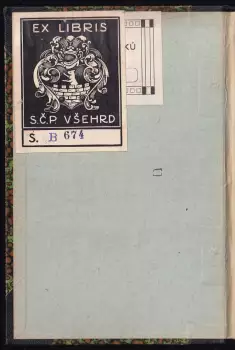 EX LIBRIS
KŮ
S.Č.P. VŠEHRD
S. B 674